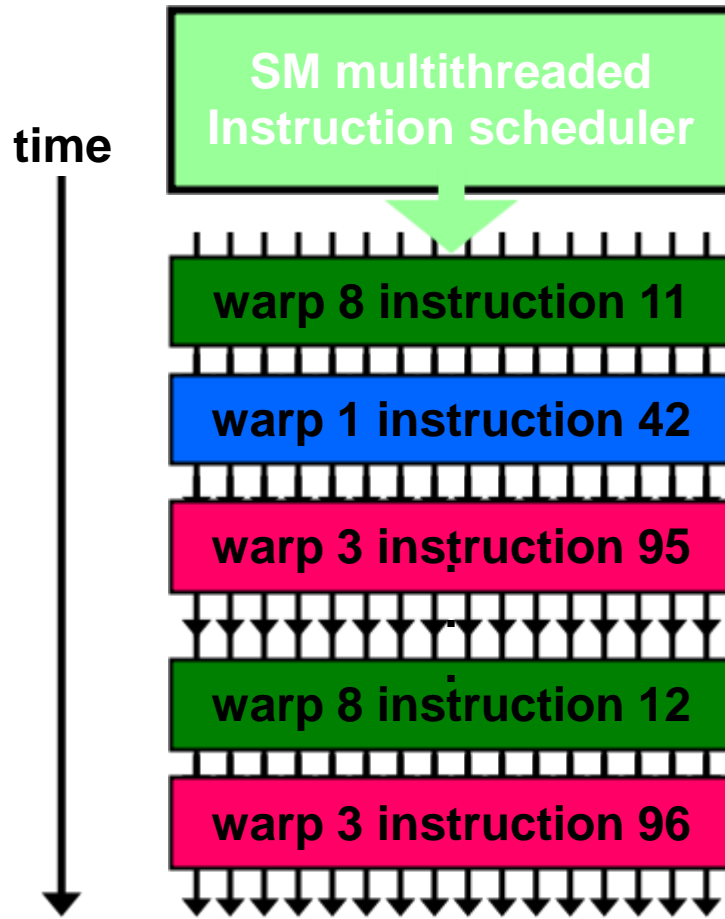 SM multithreaded
Instruction scheduler
time
warp 8 instruction 11
warp 1 instruction 42
warp 3 instruction 95
.
.
.
warp 8 instruction 12
warp 3 instruction 96